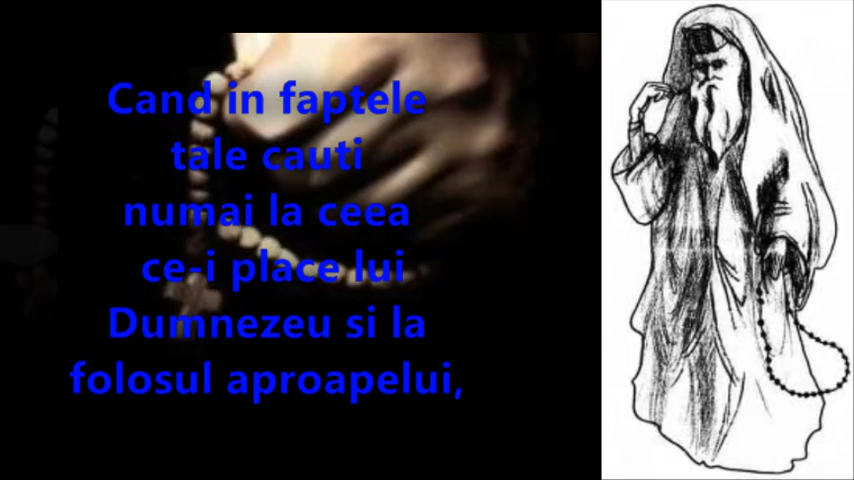 Cand in faptele
tale cauti
numai la ceea
ce-i place lui
Dumnezeu si la
folosul aproapelui,